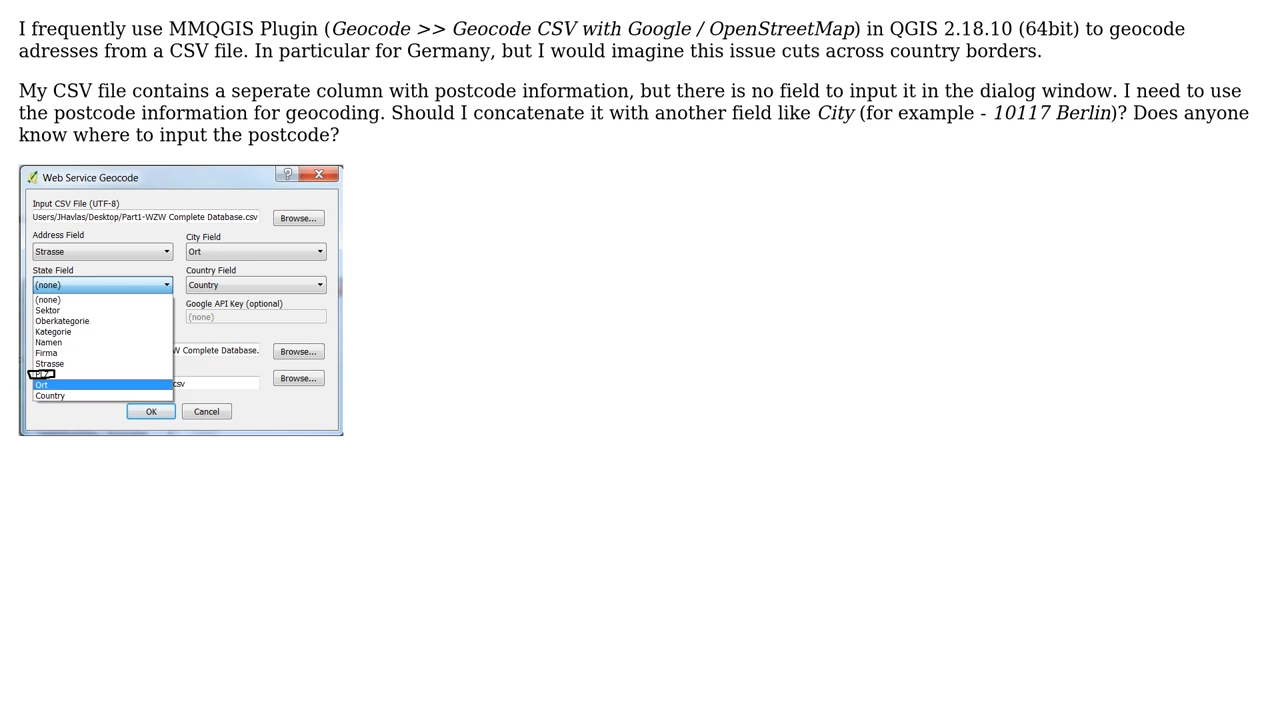 I frequently use MMQGIS Plugin (Geocode >> Geocode CSV with Google / OpenStreetMap) in QGIS 2.18.10 (64bit) to geocode
adresses from a CSV file. In particular for Germany, but I would imagine this issue cuts across country borders.
My CSV file contains a seperate column with postcode information, but there is no field to input it in the dialog window. I need to use
the postcode information for geocoding. Should I concatenate it with another field like City (for example - 10117 Berlin)? Does anyone
know where to input the postcode?
Web Service Geocode
Input CSV File (UTF-8)
Users/JHavlas/Desktop/Part1-WZW Complete Database.csv Browse...
Address Field City Field
Strasse Ort
State Field Country Field
(none) Country
(none) Google API Key (optional)
Sektor (none)
Oberkategorie
Kategorie
Namen
W Complete Database. Browse...
Firma
Strasse
Browse...
Ort csv
Country
OK Cancel